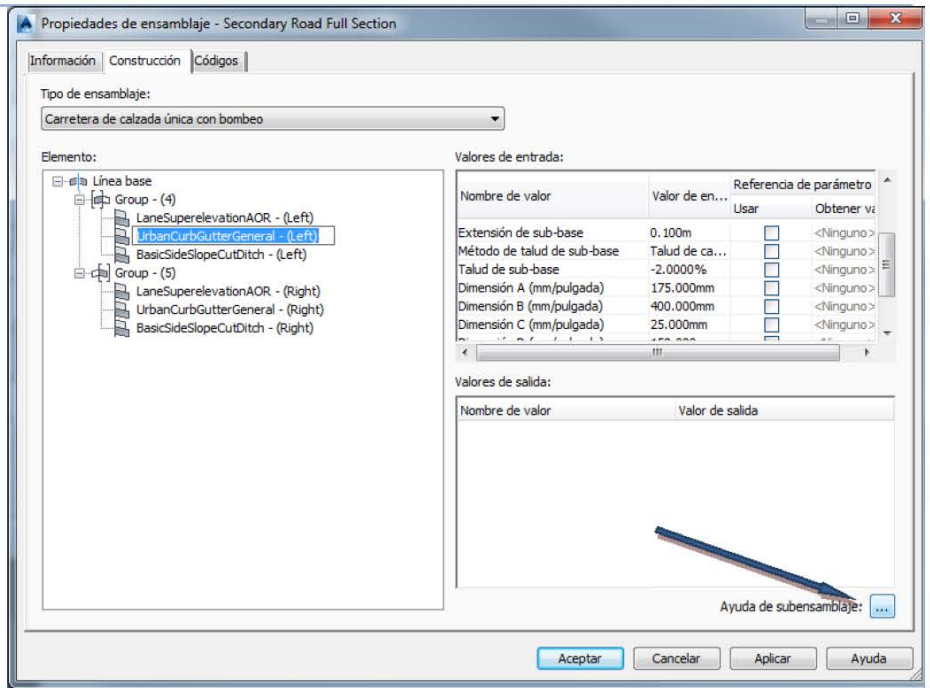 Propiedades de ensamblaje - Secondary Road Full Section
Información Construcción Códigos
Tipo de ensamblaje:
Carretera de calzada única con bombeo
Elemento:
Línea base
Group - (4)
LaneSuperelevationAOR - (Left)
UrbanCurbGutterGeneral - (Left)
BasicSideSlopeCutDitch - (Left)
Group - (5)
LaneSuperelevationAOR - (Right)
UrbanCurbGutterGeneral - (Right)
BasicSideSlopeCutDitch - (Right)
Valores de entrada:
Nombre de valor Valor de en... Referencia de parámetro
Usar Obtener va
Extensión de sub-base 0.100m <Ninguno>
Método de talud de sub-base Talud de ca... <Ninguno>
Talud de sub-base -2.0000% <Ninguno>
Dimensión A (mm/pulgada) 175.000mm <Ninguno>
Dimensión B (mm/pulgada) 400.000mm <Ninguno>
Dimensión C (mm/pulgada) 25.000mm <Ninguno>
Valores de salida:
Nombre de valor Valor de salida
Ayuda de subensamblaje: ...
Aceptar Cancelar Aplicar Ayuda